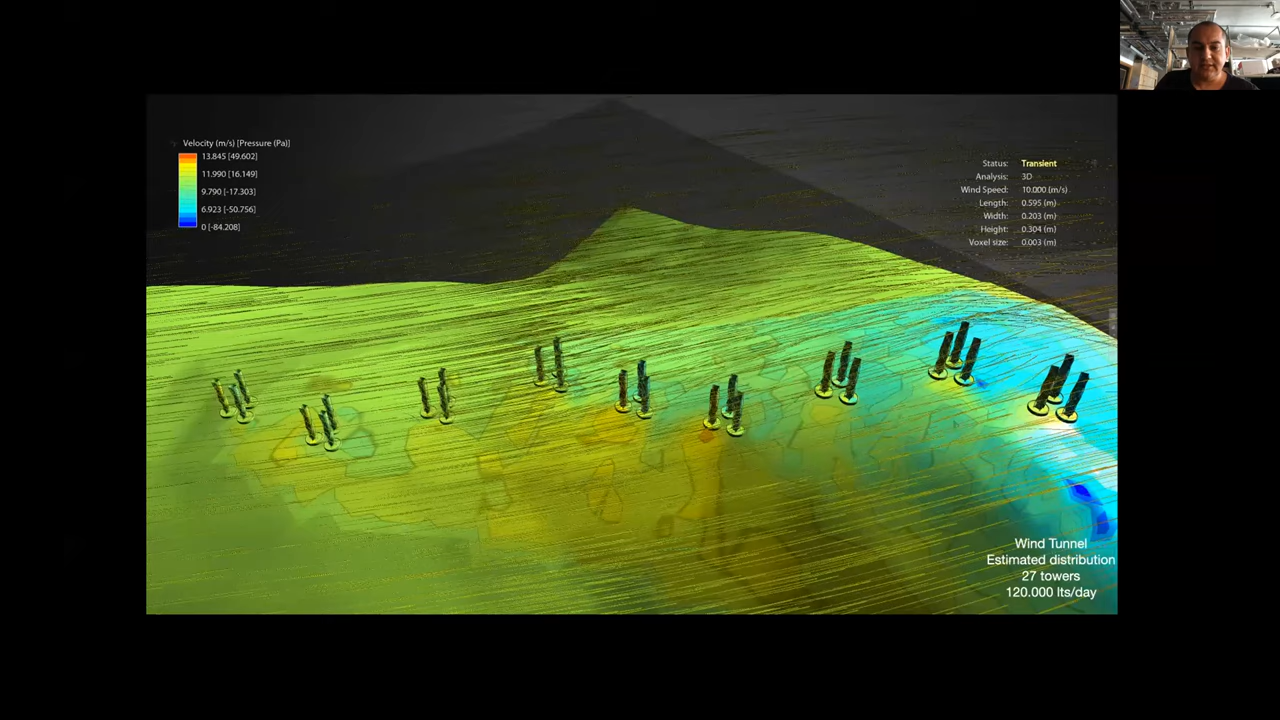 Velocity (m/s) [Pressure (Pa)]
13.845 [49.602]
11.990 [16.149]
9.790 [-17.303]
6.923 [-50.756]
0 [-84.208]
Status: Transient
Analysis: 3D
Wind Speed: 10.000 (m/s)
Length: 0.595 (m)
Width: 0.203 (m)
Height: 0.304 (m)
Voxel size: 0.003 (m)
Wind Tunnel
Estimated distribution
27 towers
120.000 lts/day